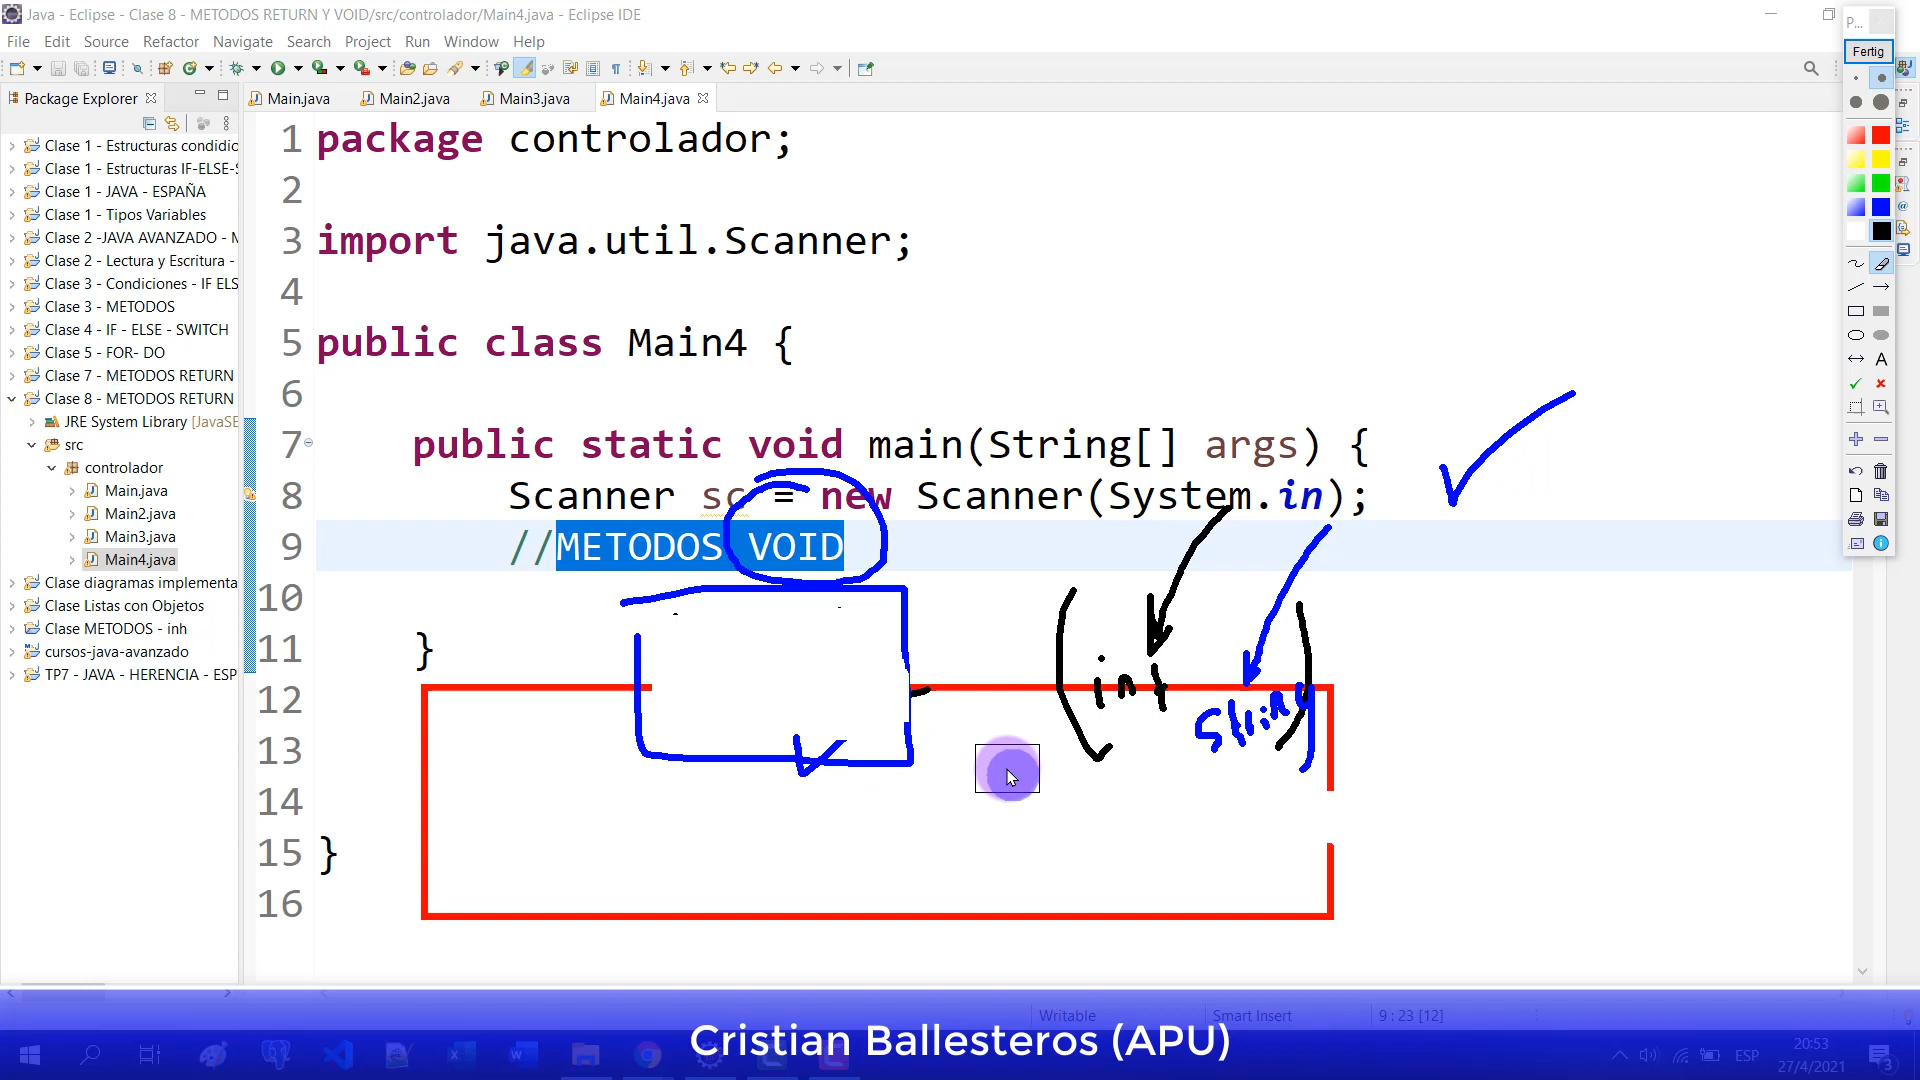 Java - Eclipse - Clase 8 - METODOS RETURN Y VOID/src/controlador/Main4.java - Eclipse IDE
File Edit Source Refactor Navigate Search Project Run Window Help
P...
Fertig
Package Explorer
Main.java Main2.java Main3.java Main4.java
Clase 1 - Estructuras condicic
Clase 1 - Estructuras IF-ELSE-S
Clase 1 - JAVA - ESPAÑA
Clase 1 - Tipos Variables
Clase 2 -JAVA AVANZADO - M
Clase 2 - Lectura y Escritura -
Clase 3 - Condiciones - IF ELS
Clase 3 - METODOS
Clase 4 - IF - ELSE - SWITCH
Clase 5 - FOR- DO
Clase 7 - METODOS RETURN
Clase 8 - METODOS RETURN
JRE System Library [JavaSE
src
controlador
Main.java
Main2.java
Main3.java
Main4.java
Clase diagramas implementa
Clase Listas con Objetos
Clase METODOS - inh
cursos-java-avanzado
TP7 - JAVA - HERENCIA - ESP
1 package controlador;
2
3 import java.util.Scanner;
4
5 public class Main4 {
6
7 public static void main(String[] args) {
8 Scanner sc = new Scanner(System.in);
9 //METODOS VOID
10
11 }
12
13
14
15 }
16
(int
String)
A
Writable Smart Insert 9 : 23 [12]
Cristian Ballesteros (APU)
ESP
20:53
27/4/2021
3